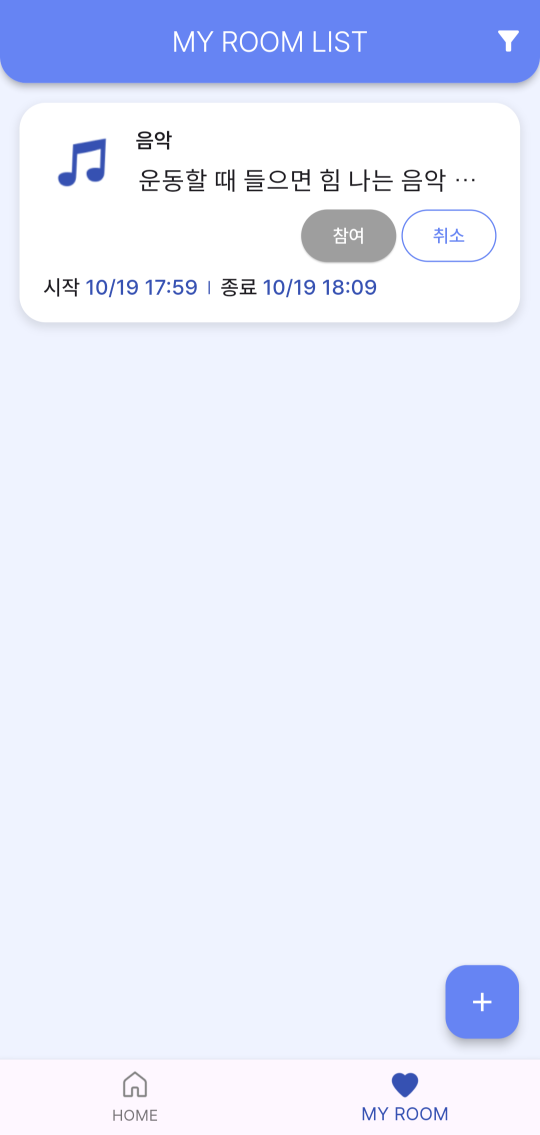 MY ROOM LIST
음악
운동할 때 들으면 힘 나는 음악 …
참여 취소
시작 10/19 17:59 | 종료 10/19 18:09
+
HOME MY ROOM